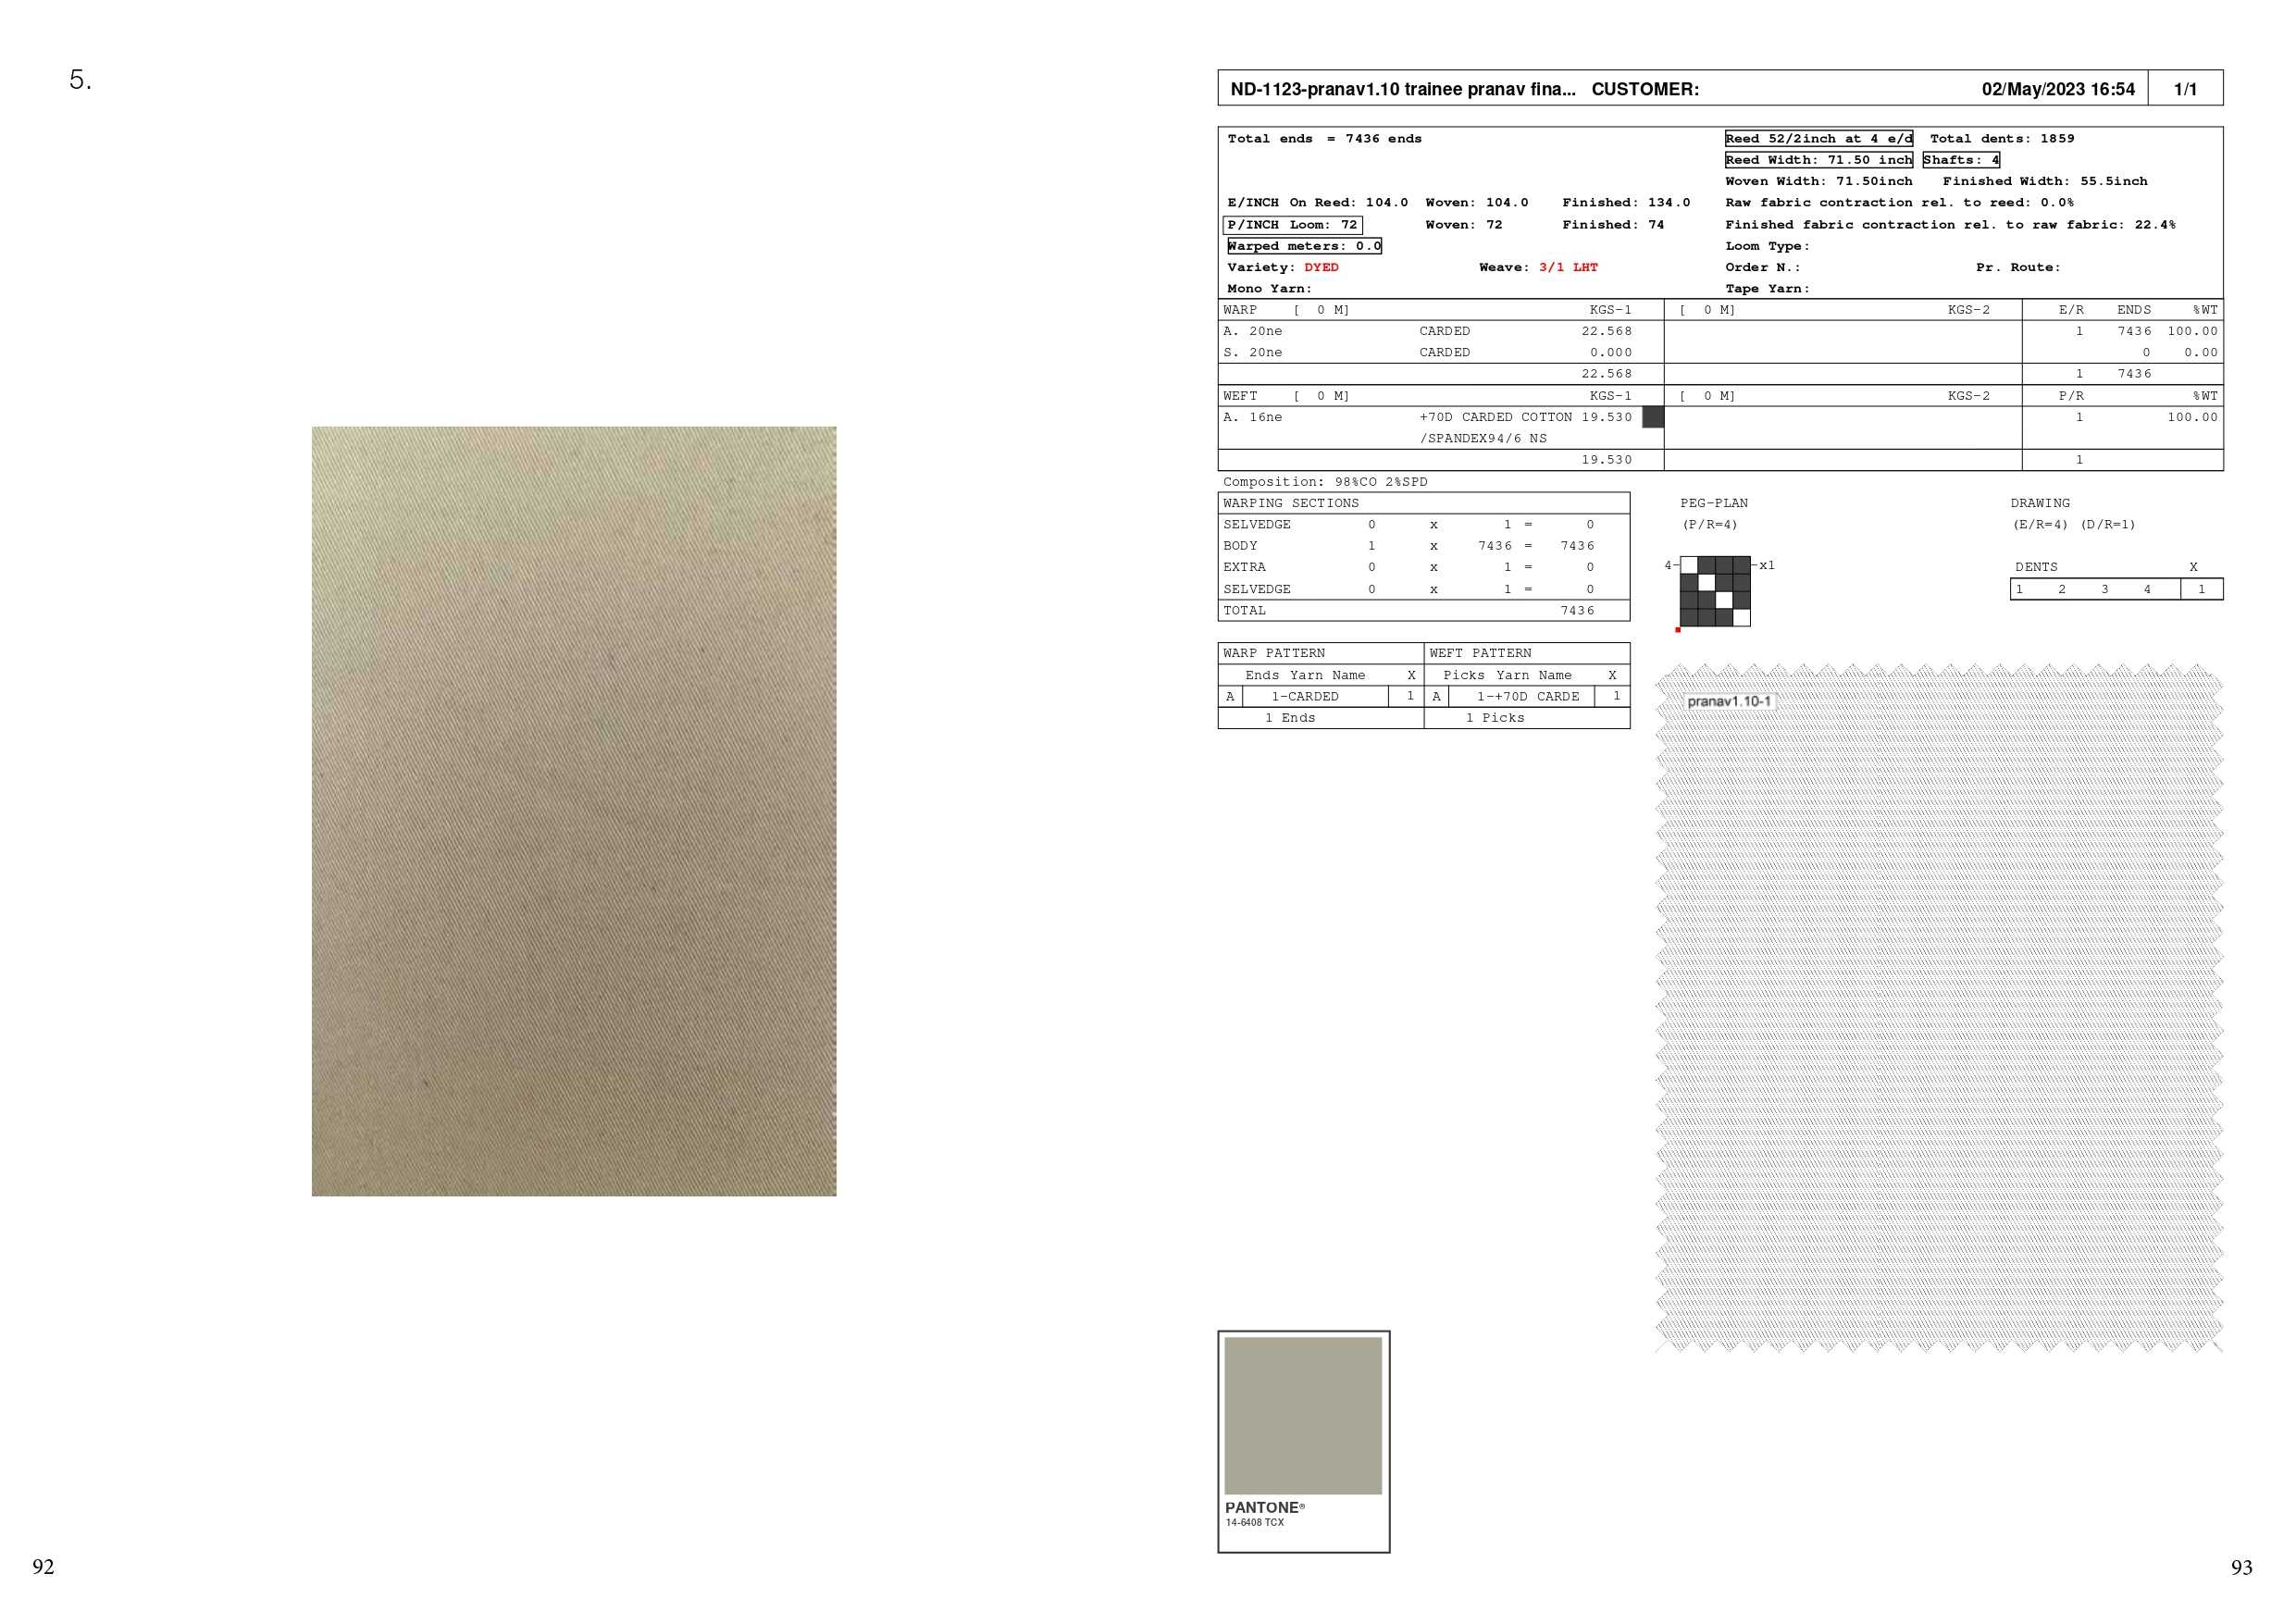 5.
ND-1123-pranav1.10 trainee pranav fina... CUSTOMER: 02/May/2023 16:54 1/1
Total ends = 7436 ends Reed 52/2inch at 4 e/d Total dents: 1859
Reed Width: 71.50 inch Shafts: 4
Woven Width: 71.50inch Finished Width: 55.5inch
E/INCH On Reed: 104.0 Woven: 104.0 Finished: 134.0 Raw fabric contraction rel. to reed: 0.0%
P/INCH Loom: 72 Woven: 72 Finished: 74 Finished fabric contraction rel. to raw fabric: 22.4%
Warped meters: 0.0 Loom Type:
Variety: DYED Weave: 3/1 LHT Order N.: Pr. Route:
Mono Yarn: Tape Yarn:
WARP [ 0 M] KGS-1 [ 0 M] KGS-2 E/R ENDS %WT
A. 20ne CARDED 22.568 1 7436 100.00
S. 20ne CARDED 0.000 0 0.00
22.568 1 7436
WEFT [ 0 M] KGS-1 [ 0 M] KGS-2 P/R %WT
A. 16ne +70D CARDED COTTON 19.530 1 100.00
/SPANDEX94/6 NS
19.530 1
Composition: 98%CO 2%SPD
WARPING SECTIONS
SELVEDGE 0 x 1 = 0
BODY 1 x 7436 = 7436
EXTRA 0 x 1 = 0
SELVEDGE 0 x 1 = 0
TOTAL 7436
PEG-PLAN
(P/R=4)
4- -x1
DRAWING
(E/R=4) (D/R=1)
DENTS X
1 2 3 4 1
WARP PATTERN WEFT PATTERN
Ends Yarn Name X Picks Yarn Name X
A 1-CARDED 1 A 1-+70D CARDE 1
1 Ends 1 Picks
pranav1.10-1
PANTONE®
14-6408 TCX
92
93